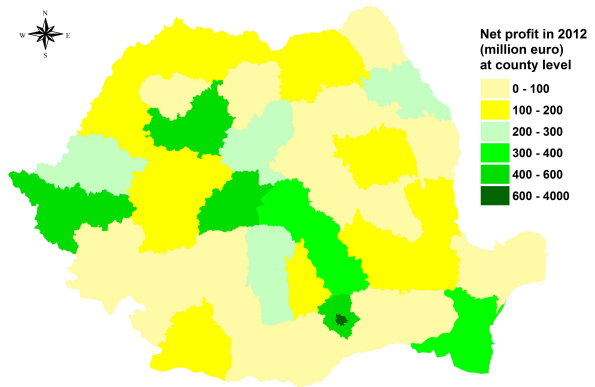 N
W E
S
Net profit in 2012
(million euro)
at county level
0 - 100
100 - 200
200 - 300
300 - 400
400 - 600
600 - 4000